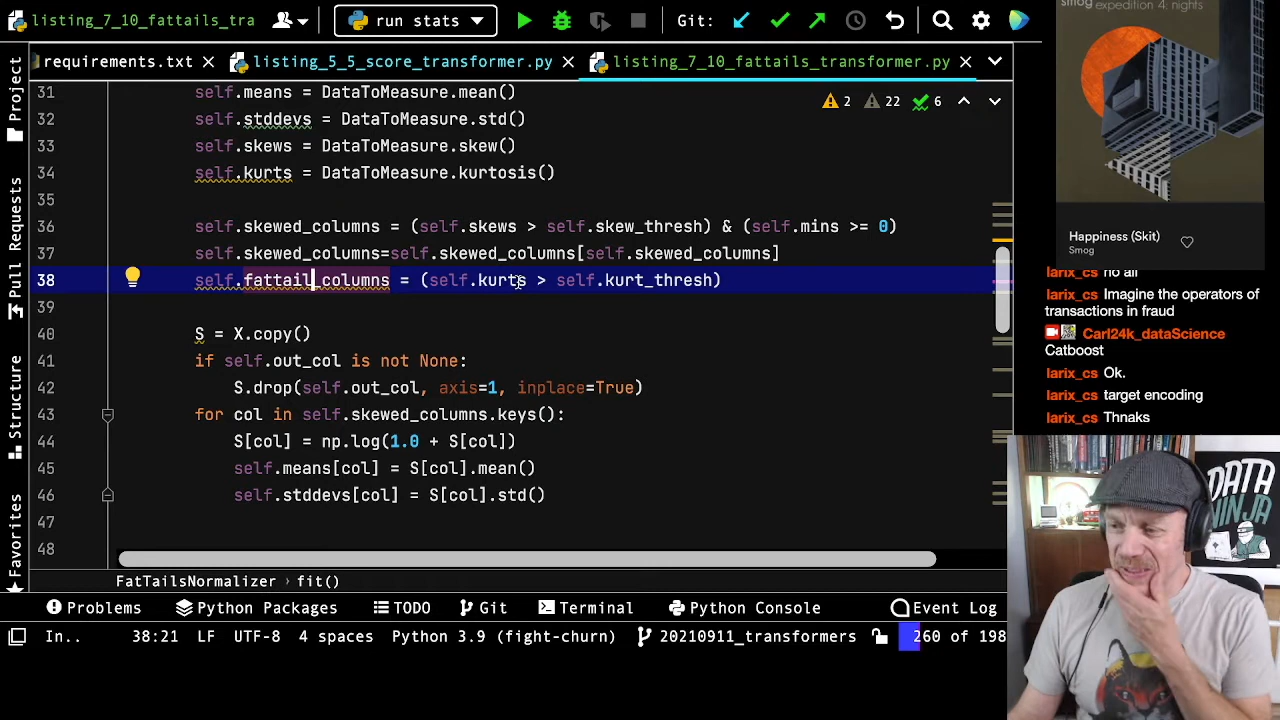 listing_7_10_fattails_tra
run stats
Git:
requirements.txt
listing_5_5_score_transformer.py
listing_7_10_fattails_transformer.py
Project
Pull Requests
Structure
Favorites
2 22 6
31 self.means = DataToMeasure.mean()
32 self.stddevs = DataToMeasure.std()
33 self.skews = DataToMeasure.skew()
34 self.kurts = DataToMeasure.kurtosis()
35
36 self.skewed_columns = (self.skews > self.skew_thresh) & (self.mins >= 0)
37 self.skewed_columns=self.skewed_columns[self.skewed_columns]
38 self.fattail_columns = (self.kurts > self.kurt_thresh)
39
40 S = X.copy()
41 if self.out_col is not None:
42 S.drop(self.out_col, axis=1, inplace=True)
43 for col in self.skewed_columns.keys():
44 S[col] = np.log(1.0 + S[col])
45 self.means[col] = S[col].mean()
46 self.stddevs[col] = S[col].std()
47
48
FatTailsNormalizer › fit()
Problems Python Packages TODO Git Terminal Python Console Event Log
In.. 38:21 LF UTF-8 4 spaces Python 3.9 (fight-churn) 20210911_transformers 260 of 198
smog
expedition 4: nights
Happiness (Skit)
Smog
larix_cs no all
larix_cs Imagine the operators of
transactions in fraud
Carl24k_dataScience
Catboost
larix_cs Ok.
larix_cs target encoding
larix_cs Thnaks
DATA
NINJA